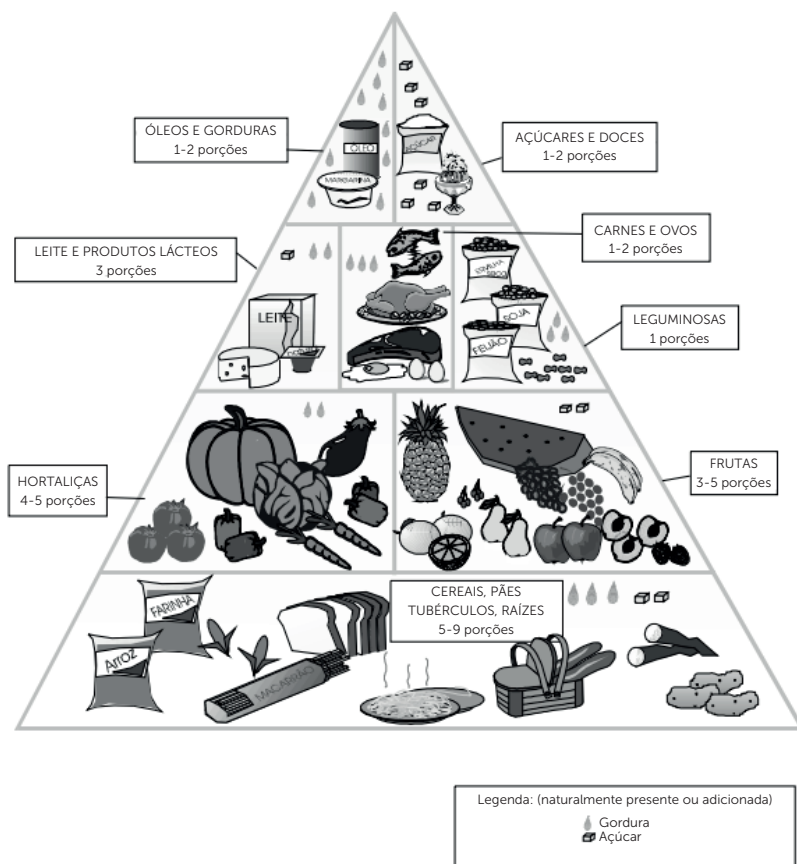 ÓLEOS E GORDURAS
1-2 porções
AÇÚCARES E DOCES
1-2 porções
ÓLEO
MARGARINA
AÇÚCAR
LEITE E PRODUTOS LÁCTEOS
3 porções
CARNES E OVOS
1-2 porções
LEGUMINOSAS
1 porções
LEITE
SOJA
FEIJÃO
HORTALIÇAS
4-5 porções
FRUTAS
3-5 porções
CEREAIS, PÃES
TUBÉRCULOS, RAÍZES
5-9 porções
FARINHA
MACARRÃO
Legenda: (naturalmente presente ou adicionada)
Gordura
Açúcar